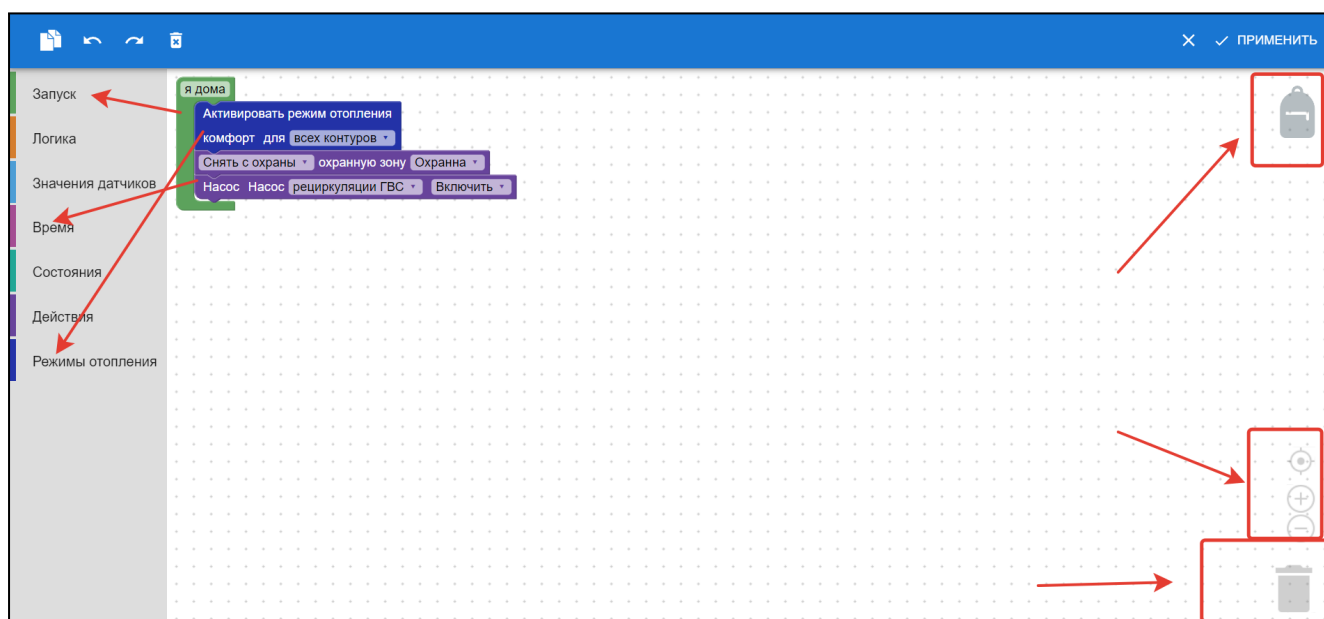 ПРИМЕНИТЬ
Запуск
Логика
Значения датчиков
Время
Состояния
Действия
Режимы отопления
я дома
Активировать режим отопления
комфорт для всех контуров
Снять с охраны охранную зону Охранна
Насос Насос рециркуляции ГВС Включить